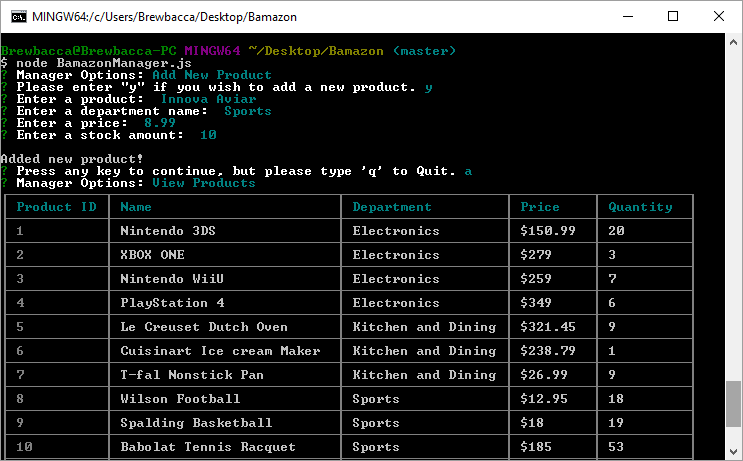 MINGW64:/c/Users/Brewbacca/Desktop/Bamazon
Brewbacca@Brewbacca-PC MINGW64 ~/Desktop/Bamazon (master)
$ node BamazonManager.js
? Manager Options: Add New Product
? Please enter "y" if you wish to add a new product. y
? Enter a product:  Innova Aviar
? Enter a department name:  Sports
? Enter a price:  8.99
? Enter a stock amount:  10
Added new product!
? Press any key to continue, but please type 'q' to Quit. a
? Manager Options: View Products
Product ID Name Department Price Quantity
1 Nintendo 3DS Electronics $150.99 20
2 XBOX ONE Electronics $279 3
3 Nintendo WiiU Electronics $259 7
4 PlayStation 4 Electronics $349 6
5 Le Creuset Dutch Oven Kitchen and Dining $321.45 9
6 Cuisinart Ice cream Maker Kitchen and Dining $238.79 1
7 T-fal Nonstick Pan Kitchen and Dining $26.99 9
8 Wilson Football Sports $12.95 18
9 Spalding Basketball Sports $18 19
10 Babolat Tennis Racquet Sports $185 53